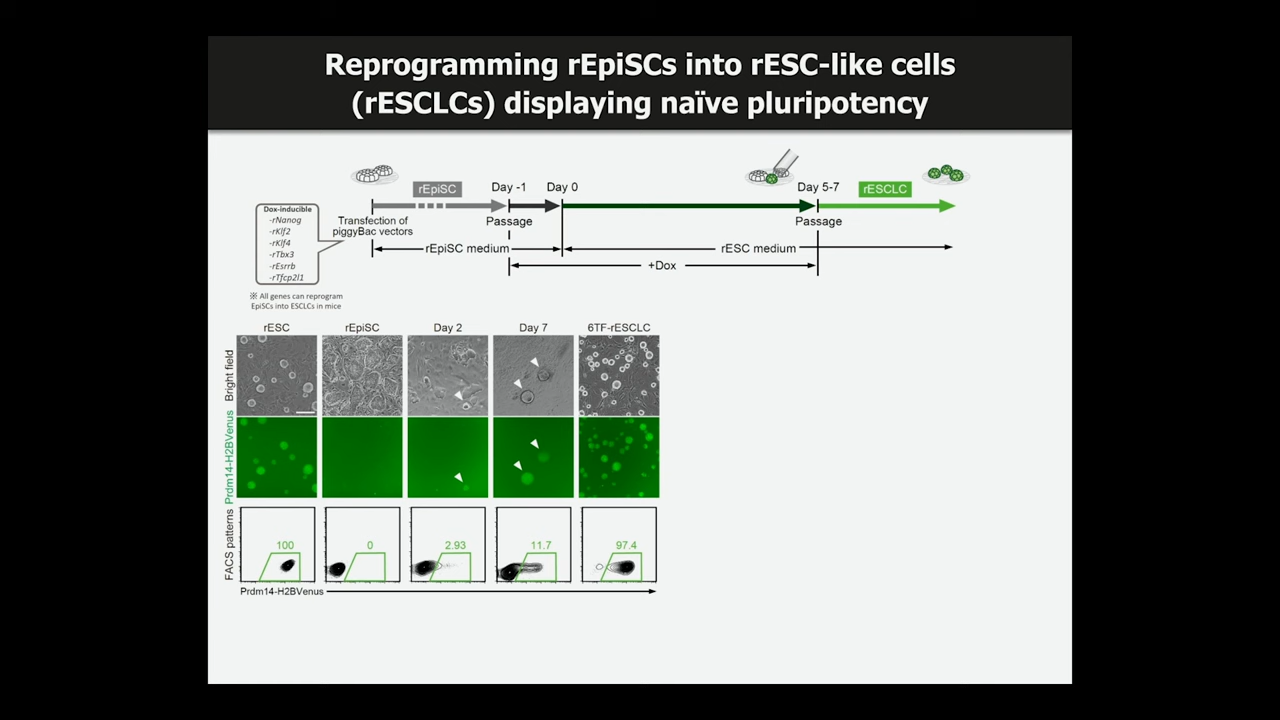 Reprogramming rEpiSCs into rESC-like cells
(rESCLCs) displaying naïve pluripotency
rEpiSC
Day -1
Day 0
Day 5-7
rESCLC
Dox-inducible
-rNanog
-rKlf2
-rKlf4
-rTbx3
-rEsrrb
-rTfcp2l1
Transfection of
piggyBac vectors
Passage
Passage
rEpiSC medium
rESC medium
+Dox
※ All genes can reprogram
EpiSCs into ESCLCs in mice
rESC
rEpiSC
Day 2
Day 7
6TF-rESCLC
Bright field
Prdm14-H2BVenus
FACS patterns
100
0
2.93
11.7
97.4
Prdm14-H2BVenus